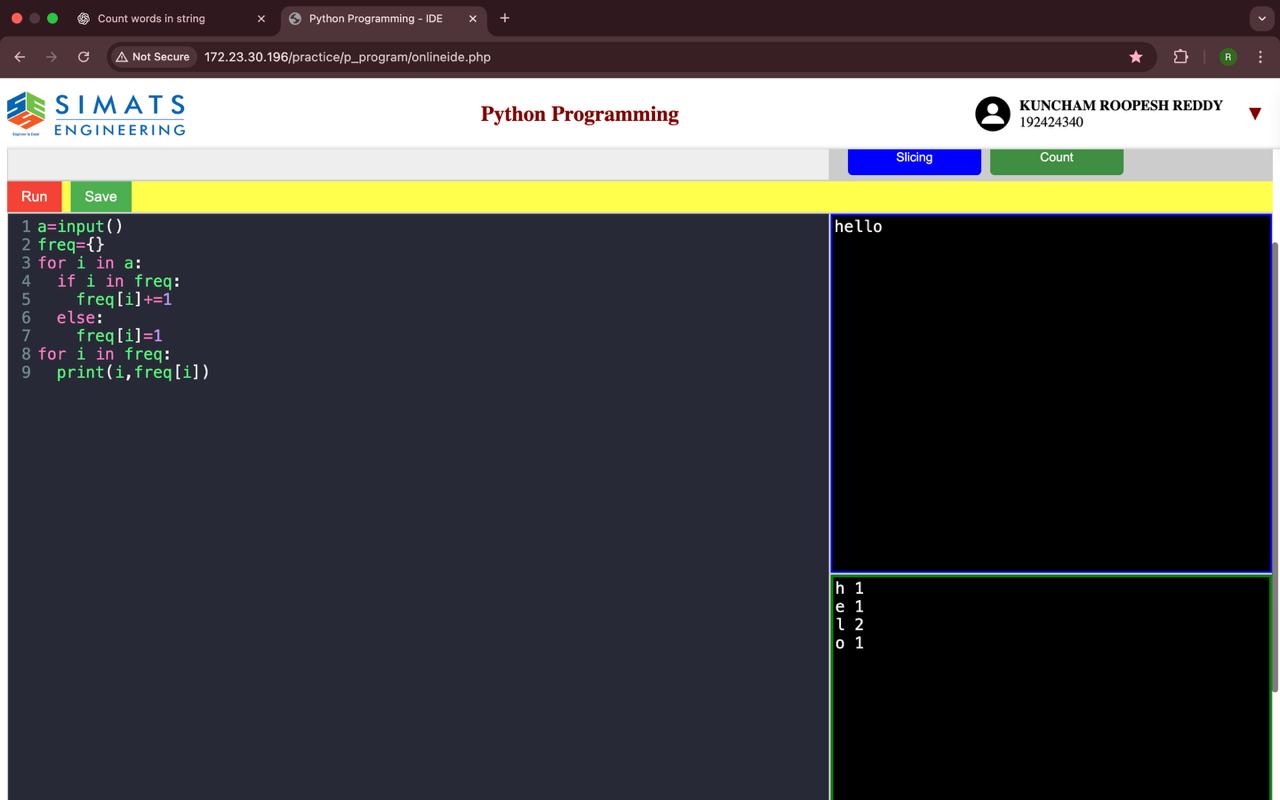 Count words in string
Python Programming - IDE
Not Secure
172.23.30.196/practice/p_program/onlineide.php
R
SIMATS
ENGINEERING
Engineer to Excel
Python Programming
KUNCHAM ROOPESH REDDY
192424340
Slicing
Count
Run
Save
1 a=input()
2 freq={}
3 for i in a:
4   if i in freq:
5     freq[i]+=1
6   else:
7     freq[i]=1
8 for i in freq:
9   print(i,freq[i])
hello
h 1
e 1
l 2
o 1